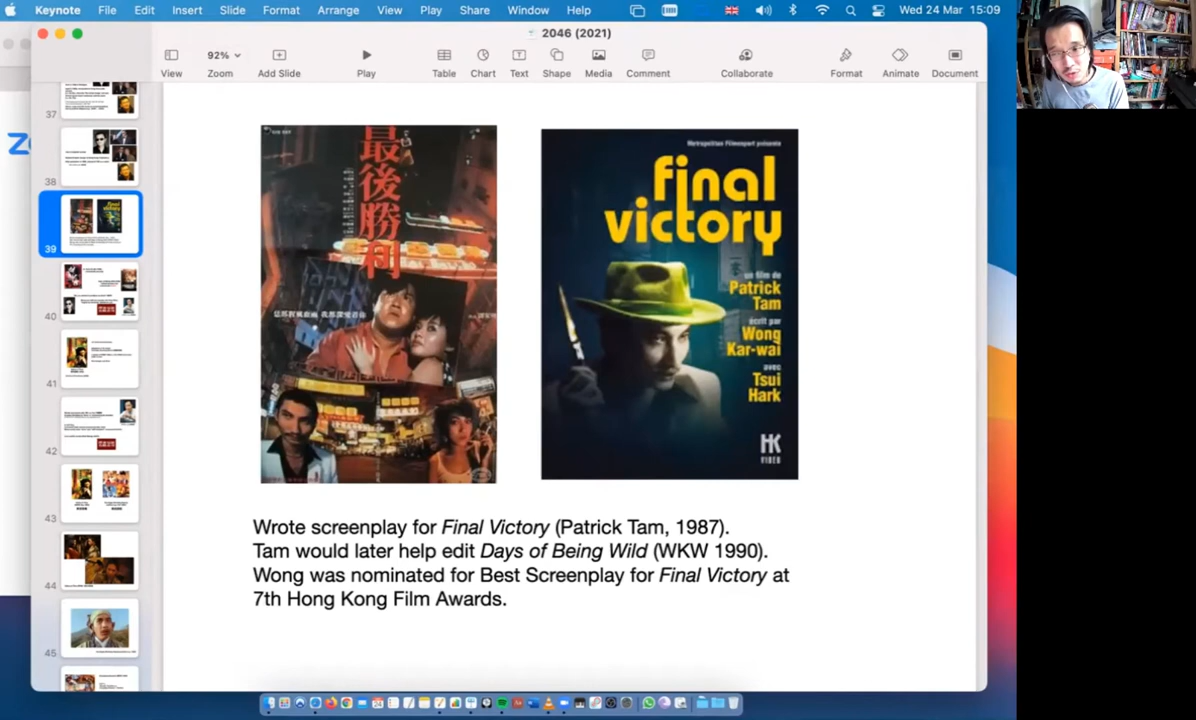 Keynote File Edit Insert Slide Format Arrange View Play Share Window Help Wed 24 Mar 15:09
2046 (2021)
92%
View Zoom Add Slide Play Table Chart Text Shape Media Comment Collaborate Format Animate Document
37
38
39
40
41
42
43
44
45
最後勝利
Metropolitan Filmexport présente
final
victory
un film de
Patrick
Tam
écrit par
Wong
Kar-wai
avec
Tsui
Hark
HK
VIDEO
Wrote screenplay for Final Victory (Patrick Tam, 1987).
Tam would later help edit Days of Being Wild (WKW 1990).
Wong was nominated for Best Screenplay for Final Victory at
7th Hong Kong Film Awards.